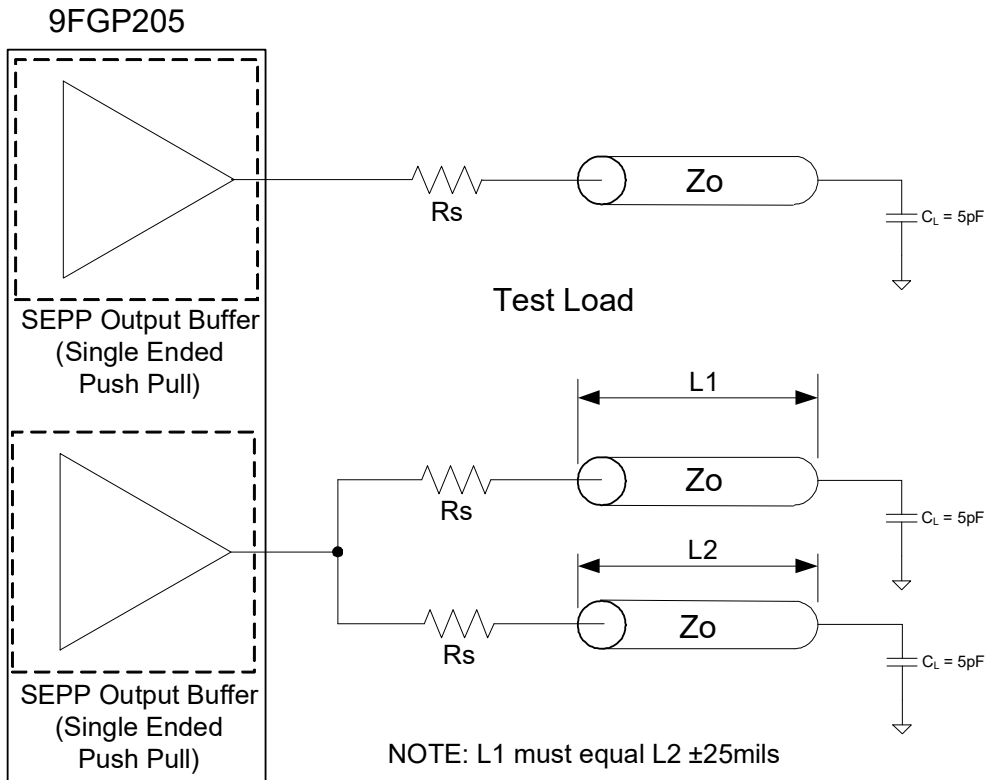 9FGP205
Rs
Zo
C_L = 5pF
Test Load
SEPP Output Buffer
(Single Ended
Push Pull)
L1
Rs
Zo
C_L = 5pF
L2
Rs
Zo
C_L = 5pF
SEPP Output Buffer
(Single Ended
Push Pull)
NOTE: L1 must equal L2 ±25mils